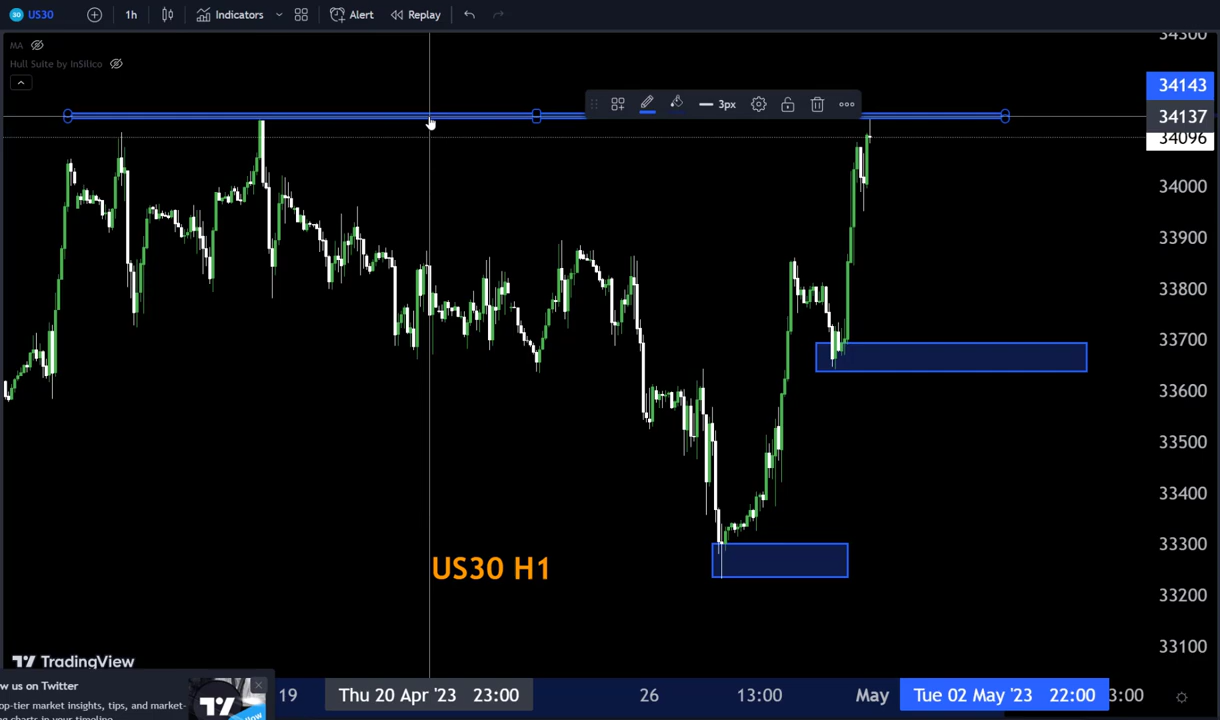 US30 1h Indicators Alert Replay
MA
Hull Suite by InSilico
3px
34300
34143
34137
34096
34000
33900
33800
33700
33600
33500
33400
33300
33200
33100
US30 H1
TradingView
w us on Twitter
op-tier market insights, tips, and market-
ng charts in your timeline.
19 Thu 20 Apr '23 23:00 26 13:00 May Tue 02 May '23 22:00 3:00